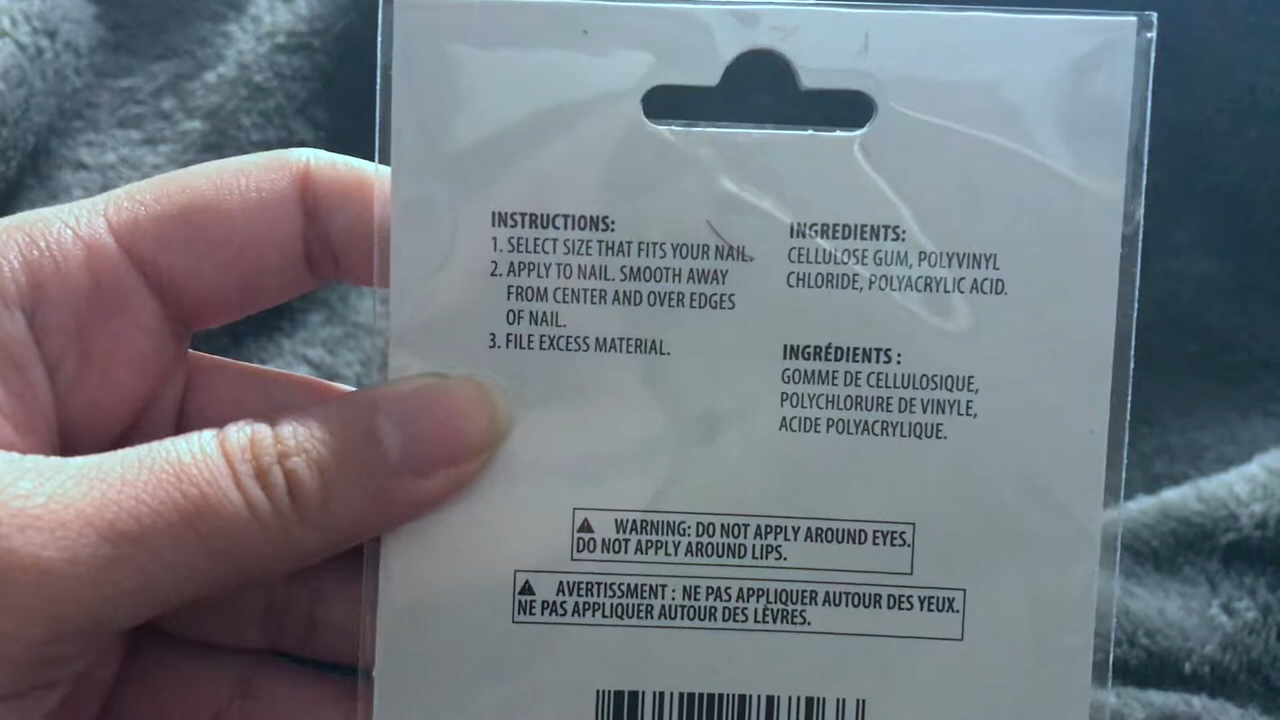 INSTRUCTIONS:
1. SELECT SIZE THAT FITS YOUR NAIL.
2. APPLY TO NAIL. SMOOTH AWAY
FROM CENTER AND OVER EDGES
OF NAIL.
3. FILE EXCESS MATERIAL.
INGREDIENTS:
CELLULOSE GUM, POLYVINYL
CHLORIDE, POLYACRYLIC ACID.
INGRÉDIENTS :
GOMME DE CELLULOSIQUE,
POLYCHLORURE DE VINYLE,
ACIDE POLYACRYLIQUE.
WARNING: DO NOT APPLY AROUND EYES.
DO NOT APPLY AROUND LIPS.
AVERTISSMENT : NE PAS APPLIQUER AUTOUR DES YEUX.
NE PAS APPLIQUER AUTOUR DES LÈVRES.